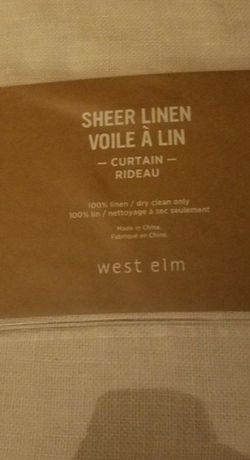 SHEER LINEN
VOILE À LIN
— CURTAIN —
RIDEAU
100% linen / dry clean only
100% lin / nettoyage à sec seulement
Made in China.
Fabriqué en Chine.
west elm